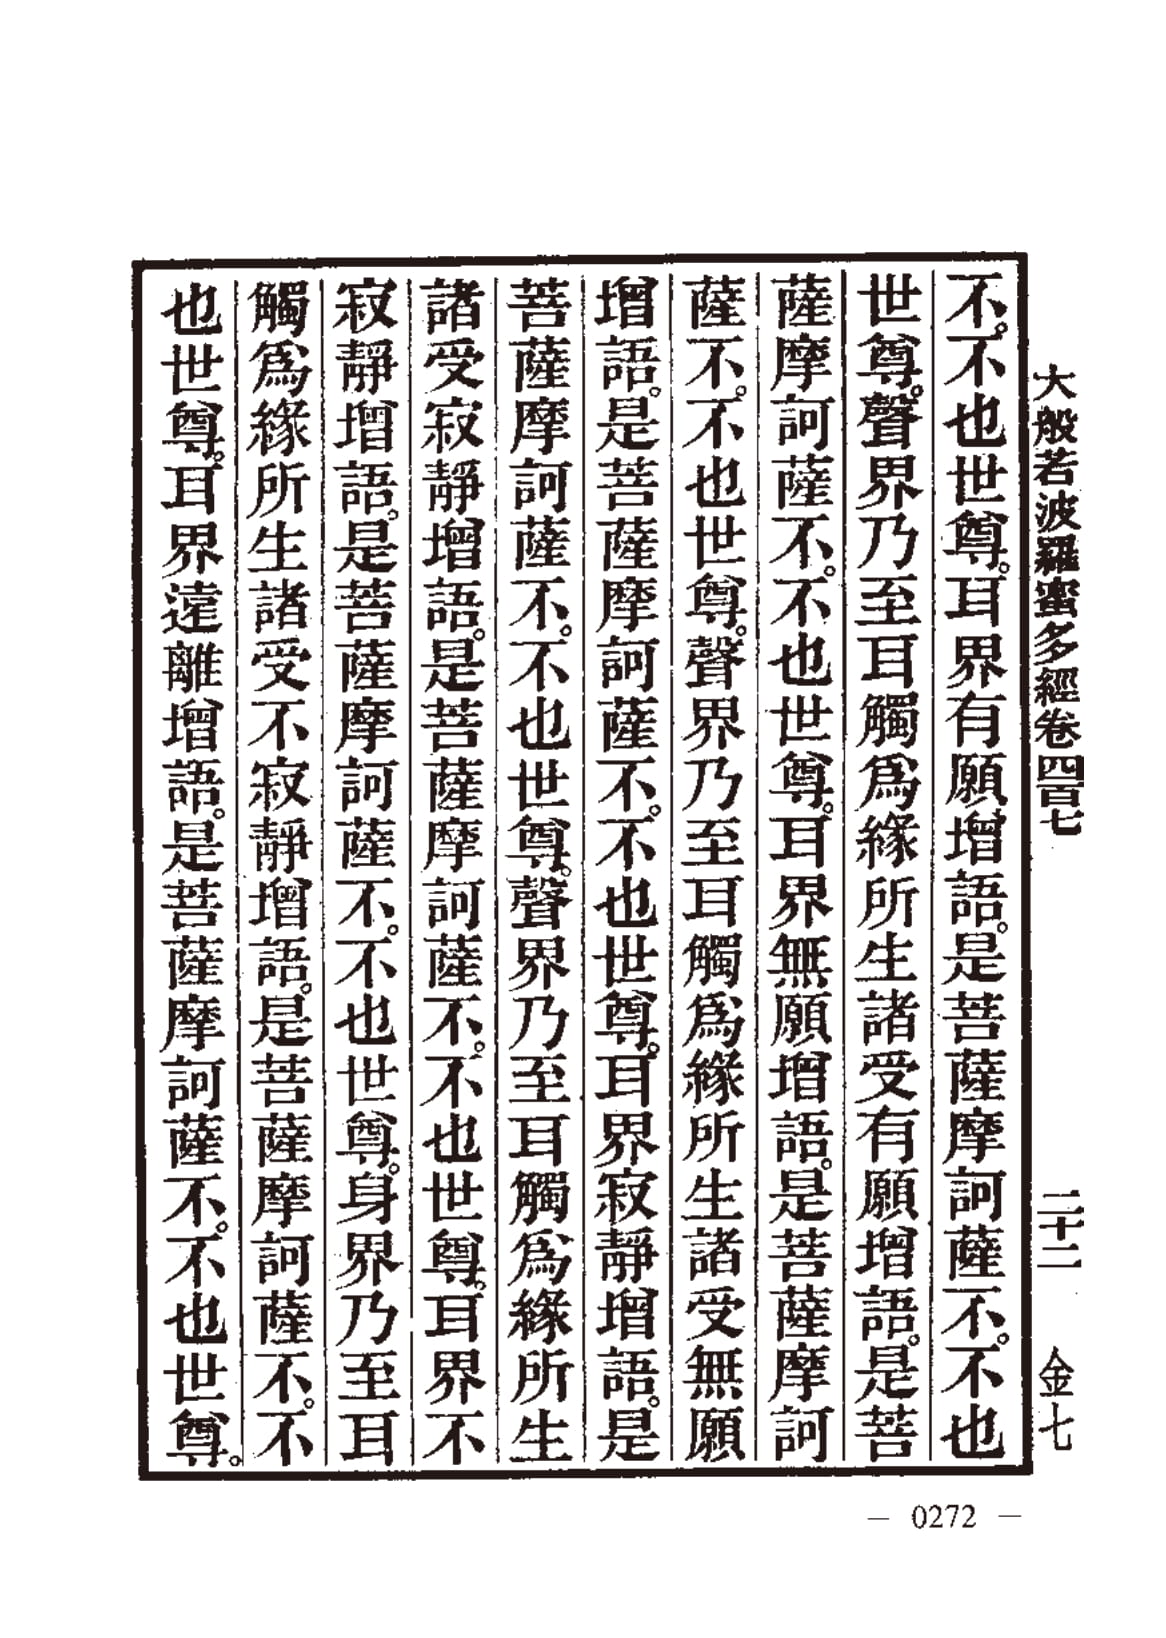 大般若波羅蜜多經卷四百七　二十二　金七
不。不也世尊。耳界有願增語。是菩薩摩訶薩不。不也
世尊。聲界乃至耳觸爲緣所生諸受有願增語。是菩
薩摩訶薩不。不也世尊。耳界無願增語。是菩薩摩訶
薩不。不也世尊。聲界乃至耳觸爲緣所生諸受無願
增語。是菩薩摩訶薩不。不也世尊。耳界寂靜增語。是
菩薩摩訶薩不。不也世尊。聲界乃至耳觸爲緣所生
諸受寂靜增語。是菩薩摩訶薩不。不也世尊。耳界不
寂靜增語。是菩薩摩訶薩不。不也世尊。身界乃至耳
觸爲緣所生諸受不寂靜增語。是菩薩摩訶薩不。不
也世尊。耳界遠離增語。是菩薩摩訶薩不。不也世尊。
— 0272 —